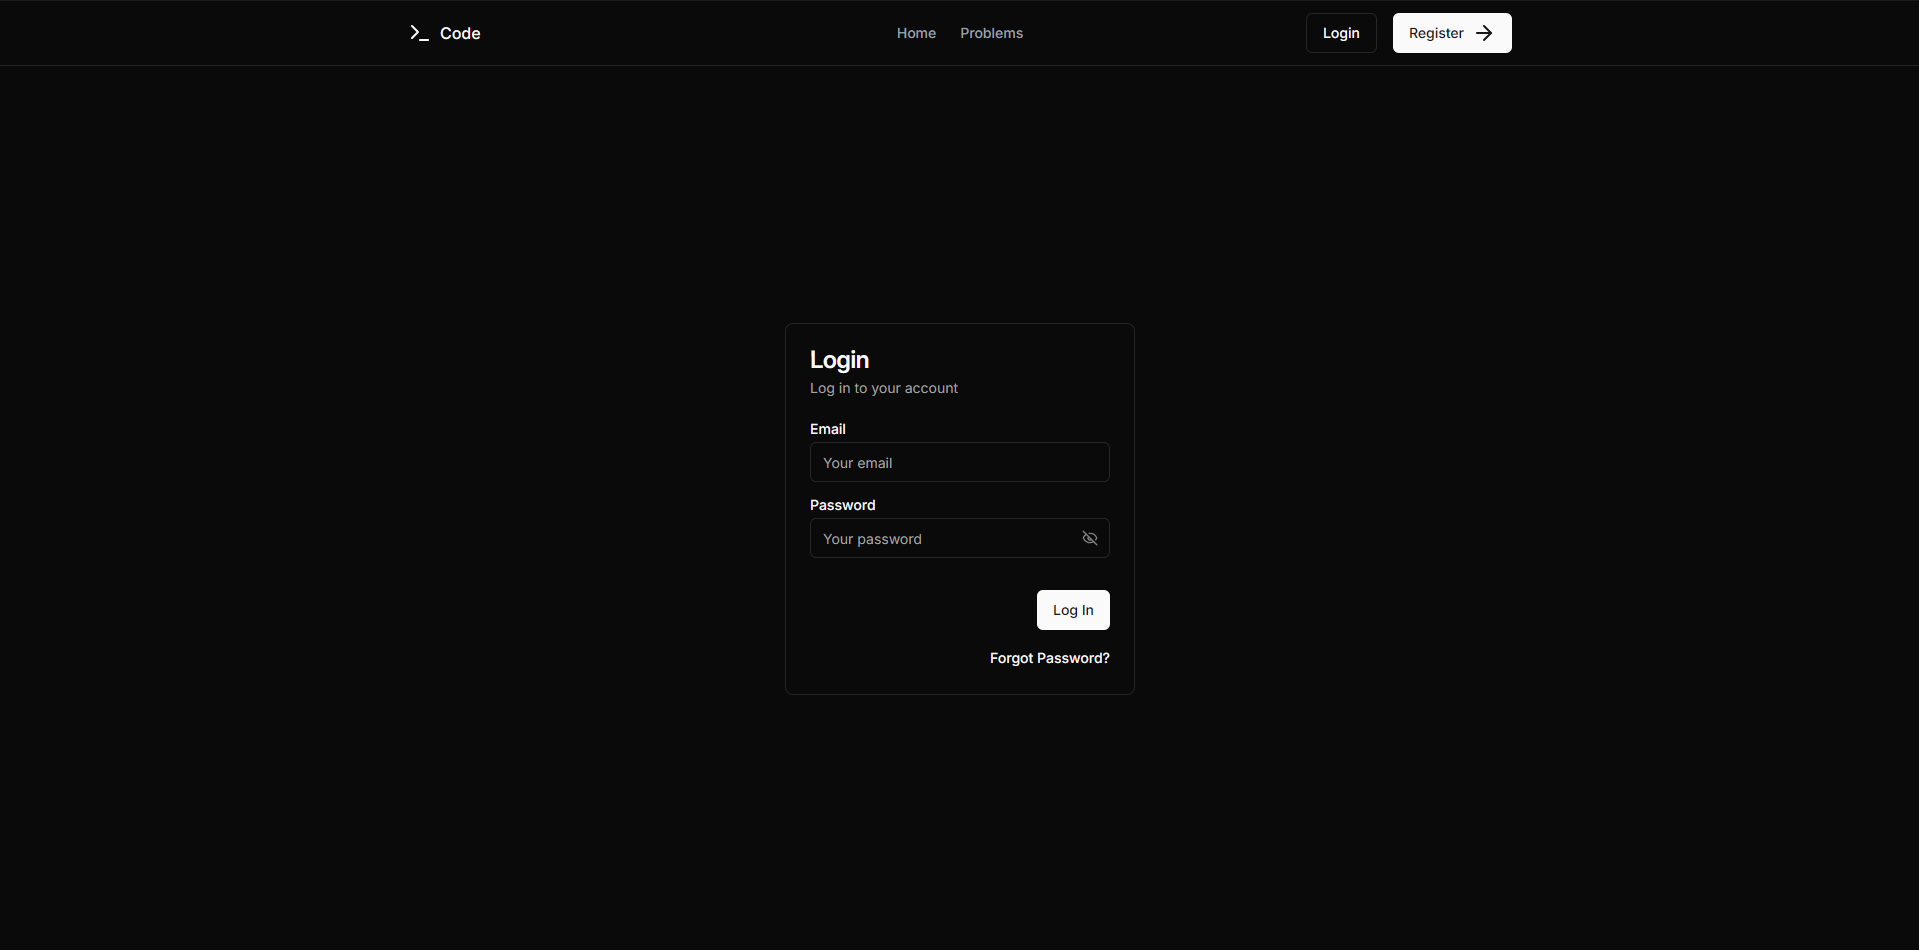 Code
Home
Problems
Login
Register
Login
Log in to your account
Email
Your email
Password
Your password
Log In
Forgot Password?